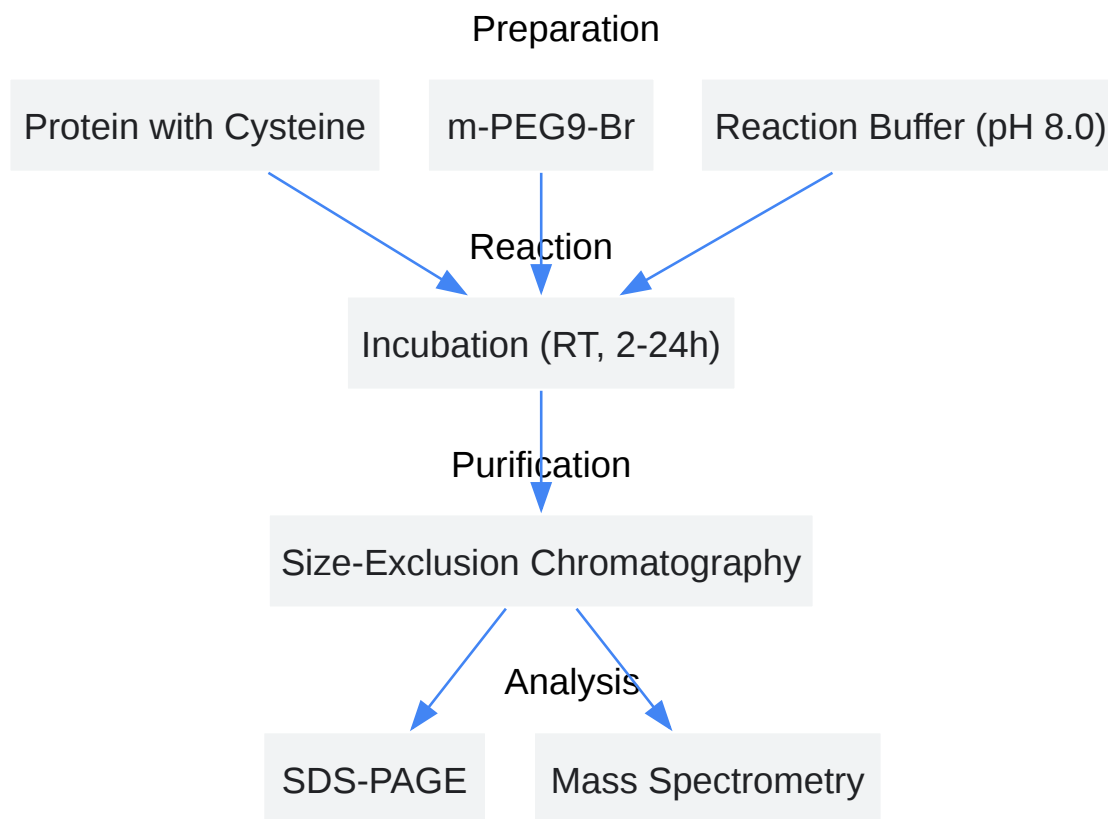 Preparation
Protein with Cysteine
m-PEG9-Br
Reaction Buffer (pH 8.0)
Reaction
Incubation (RT, 2-24h)
Purification
Size-Exclusion Chromatography
Analysis
SDS-PAGE
Mass Spectrometry